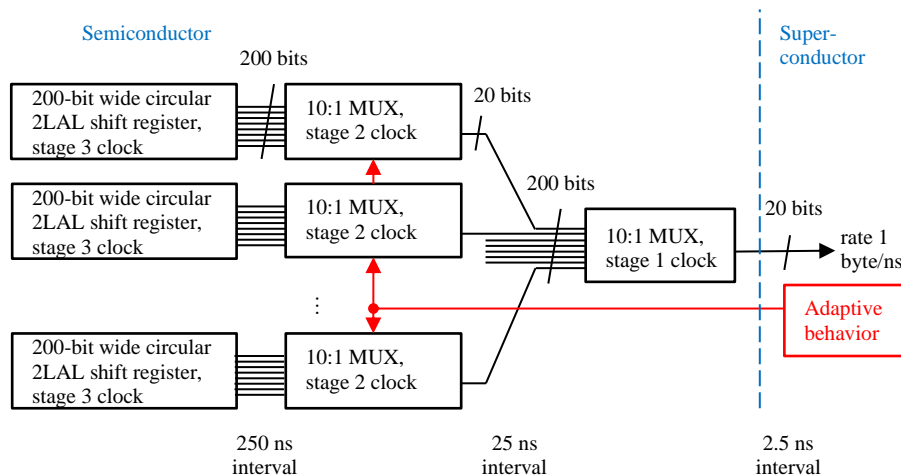 Semiconductor
Super-
conductor
200 bits
20 bits
200-bit wide circular
2LAL shift register,
stage 3 clock
10:1 MUX,
stage 2 clock
200-bit wide circular
2LAL shift register,
stage 3 clock
10:1 MUX,
stage 2 clock
200 bits
10:1 MUX,
stage 1 clock
20 bits
rate 1
byte/ns
...
Adaptive
behavior
200-bit wide circular
2LAL shift register,
stage 3 clock
10:1 MUX,
stage 2 clock
250 ns
interval
25 ns
interval
2.5 ns
interval